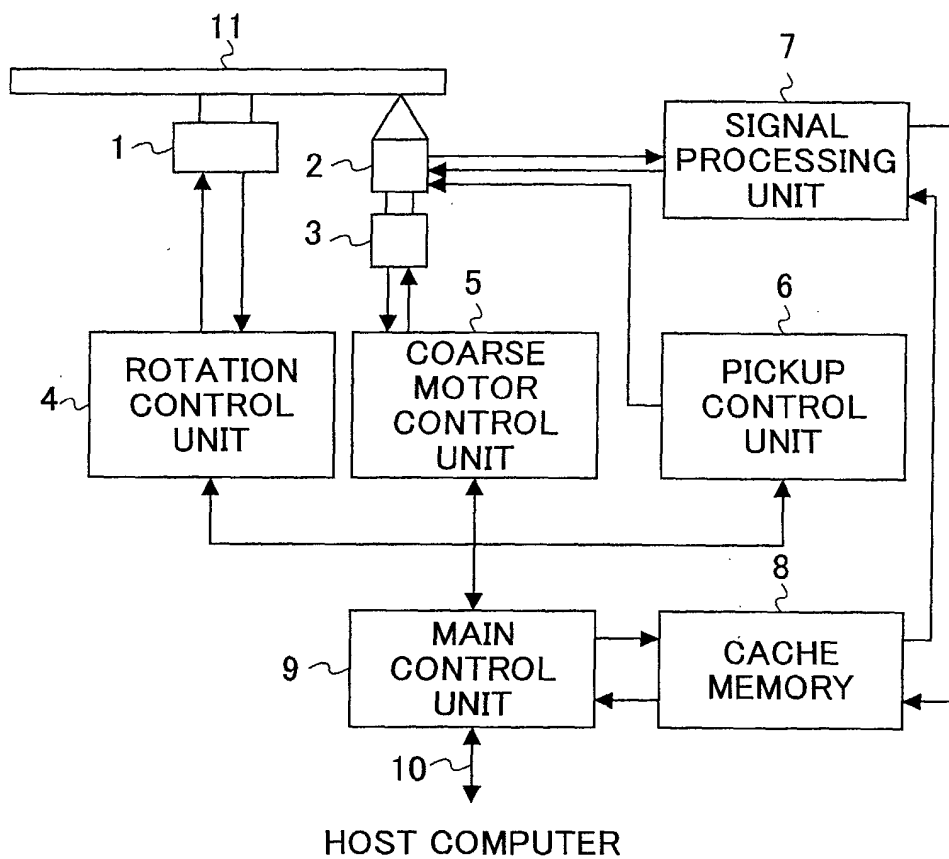 11
7
1
2
SIGNAL
PROCESSING
UNIT
3
5
6
4
ROTATION
CONTROL
UNIT
COARSE
MOTOR
CONTROL
UNIT
PICKUP
CONTROL
UNIT
8
9
MAIN
CONTROL
UNIT
CACHE
MEMORY
10
HOST COMPUTER